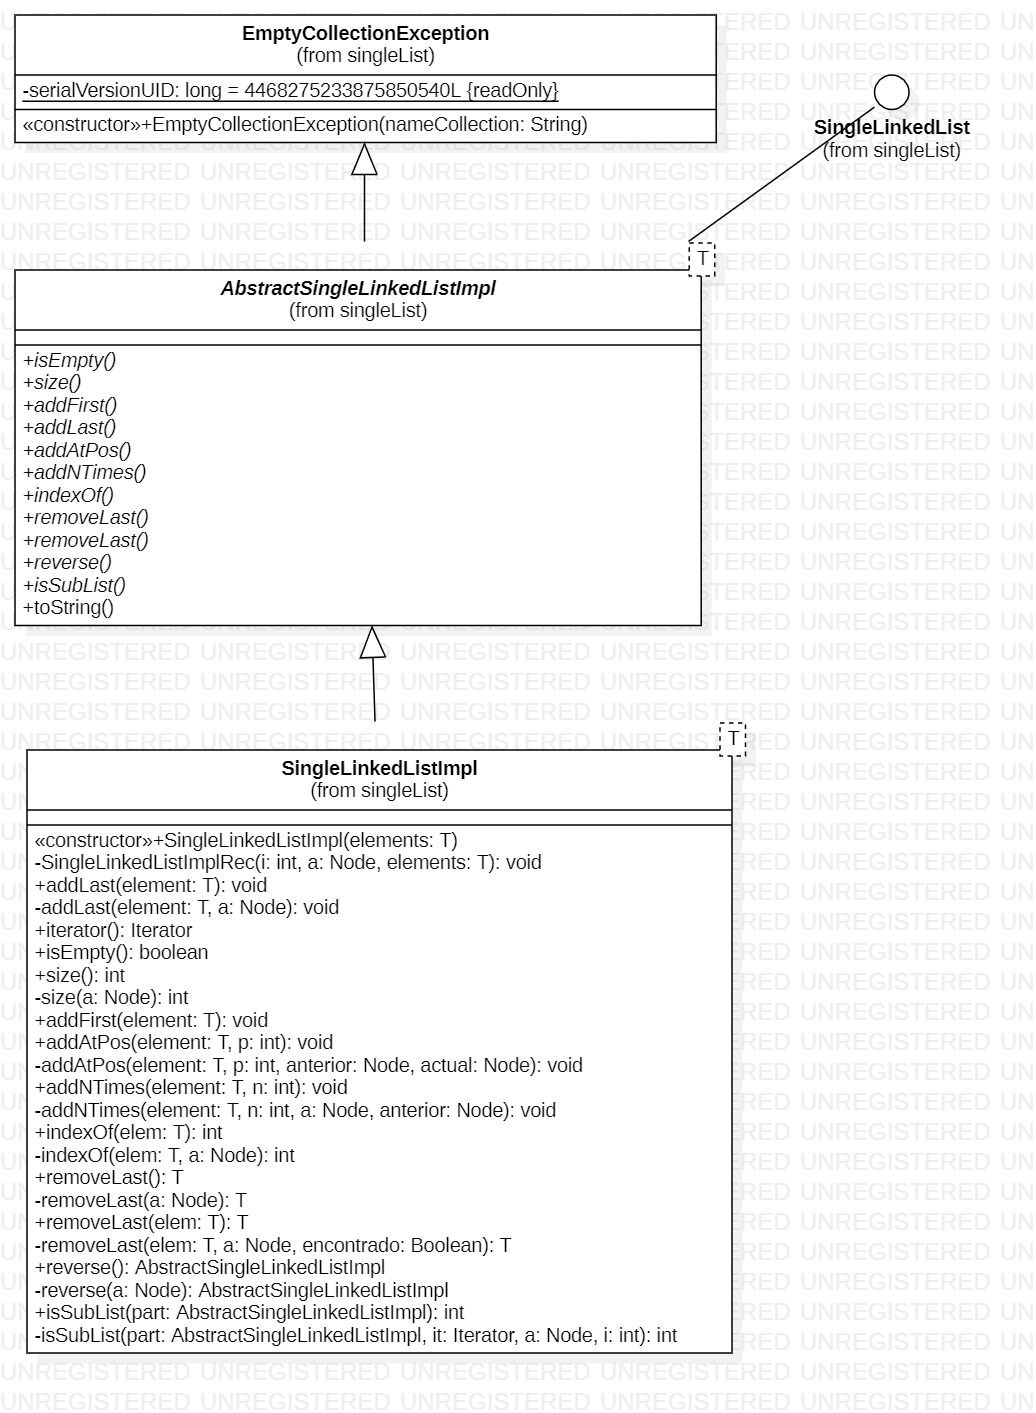 EmptyCollectionException
(from singleList)
-serialVersionUID: long = 4468275233875850540L {readOnly}
«constructor»+EmptyCollectionException(nameCollection: String)
SingleLinkedList
(from singleList)
T
AbstractSingleLinkedListImpl
(from singleList)
+isEmpty()
+size()
+addFirst()
+addLast()
+addAtPos()
+addNTimes()
+indexOf()
+removeLast()
+removeLast()
+reverse()
+isSubList()
+toString()
T
SingleLinkedListImpl
(from singleList)
«constructor»+SingleLinkedListImpl(elements: T)
-SingleLinkedListImplRec(i: int, a: Node, elements: T): void
+addLast(element: T): void
-addLast(element: T, a: Node): void
+iterator(): Iterator
+isEmpty(): boolean
+size(): int
-size(a: Node): int
+addFirst(element: T): void
+addAtPos(element: T, p: int): void
-addAtPos(element: T, p: int, anterior: Node, actual: Node): void
+addNTimes(element: T, n: int): void
-addNTimes(element: T, n: int, a: Node, anterior: Node): void
+indexOf(elem: T): int
-indexOf(elem: T, a: Node): int
+removeLast(): T
-removeLast(a: Node): T
+removeLast(elem: T): T
-removeLast(elem: T, a: Node, encontrado: Boolean): T
+reverse(): AbstractSingleLinkedListImpl
-reverse(a: Node): AbstractSingleLinkedListImpl
+isSubList(part: AbstractSingleLinkedListImpl): int
-isSubList(part: AbstractSingleLinkedListImpl, it: Iterator, a: Node, i: int): int
UNREGISTERED UNREGISTERED UNREGISTERED UNREGISTERED UNREGISTERED UN